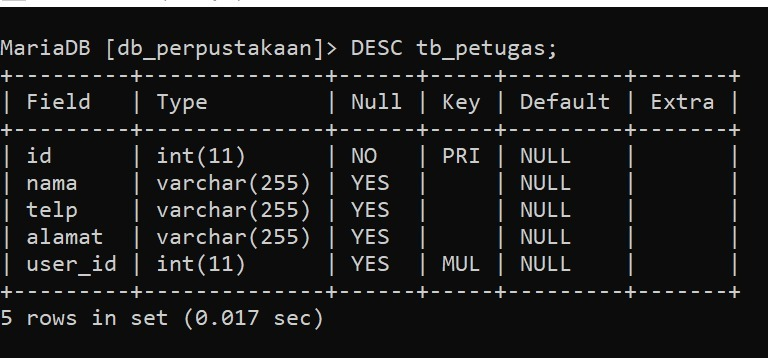 MariaDB [db_perpustakaan]> DESC tb_petugas;
+---------+--------------+------+-----+---------+-------+
| Field   | Type         | Null | Key | Default | Extra |
+---------+--------------+------+-----+---------+-------+
| id      | int(11)      | NO   | PRI | NULL    |       |
| nama    | varchar(255) | YES  |     | NULL    |       |
| telp    | varchar(255) | YES  |     | NULL    |       |
| alamat  | varchar(255) | YES  |     | NULL    |       |
| user_id | int(11)      | YES  | MUL | NULL    |       |
+---------+--------------+------+-----+---------+-------+
5 rows in set (0.017 sec)